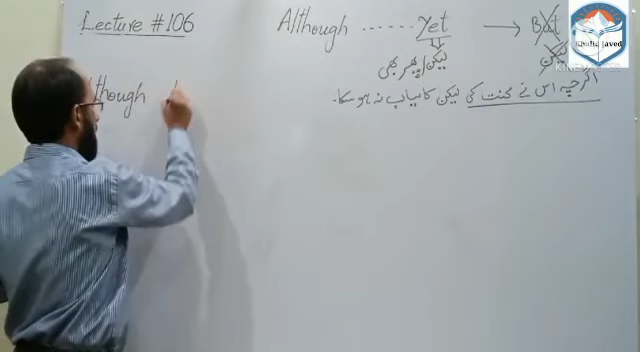 Lecture #106
Although ...... Yet → But
لیکن/پھر بھی
لیکن
اگرچہ اس نے محنت کی لیکن کامیاب نہ ہو سکا۔
although
Khalid Javed